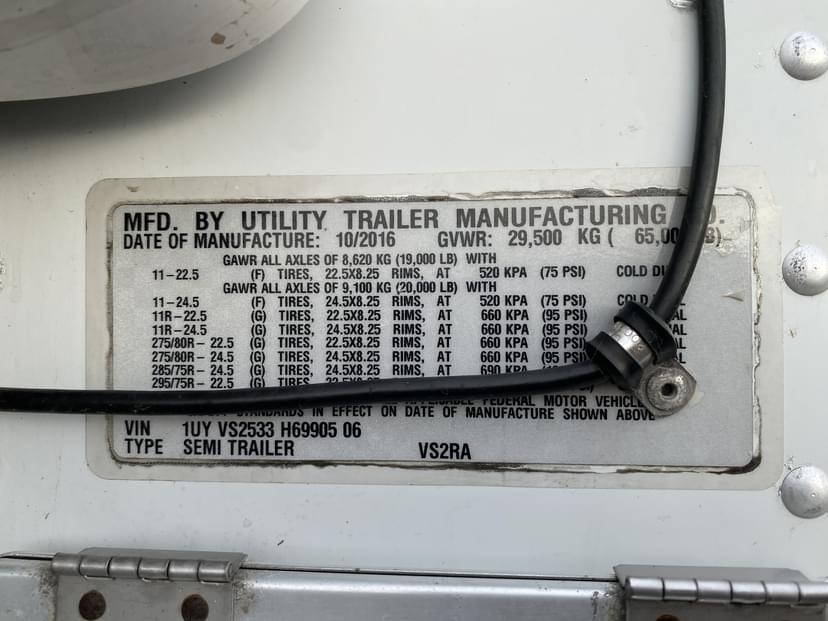 MFD. BY UTILITY TRAILER MANUFACTURING
DATE OF MANUFACTURE: 10/2016 GVWR: 29,500 KG ( 65,00
GAWR ALL AXLES OF 8,620 KG (19,000 LB) WITH
11-22.5 (F) TIRES, 22.5X8.25 RIMS, AT 520 KPA (75 PSI) COLD
GAWR ALL AXLES OF 9,100 KG (20,000 LB) WITH
11-24.5 (F) TIRES, 24.5X8.25 RIMS, AT 520 KPA (75 PSI)
11R-22.5 (G) TIRES, 22.5X8.25 RIMS, AT 660 KPA (95 PSI)
11R-24.5 (G) TIRES, 24.5X8.25 RIMS, AT 660 KPA (95 PSI)
275/80R-22.5 (G) TIRES, 22.5X8.25 RIMS, AT 660 KPA (95 PSI)
275/80R-24.5 (G) TIRES, 24.5X8.25 RIMS, AT 660 KPA (95 PSI)
285/75R-24.5 (G) TIRES, 24.5X8.25 RIMS, AT 690 KPA
295/75R-22.5 (G) TIRES,
FEDERAL MOTOR VEHICLE
STANDARDS IN EFFECT ON DATE OF MANUFACTURE SHOWN ABOVE
VIN 1UY VS2533 H69905 06
TYPE SEMI TRAILER VS2RA